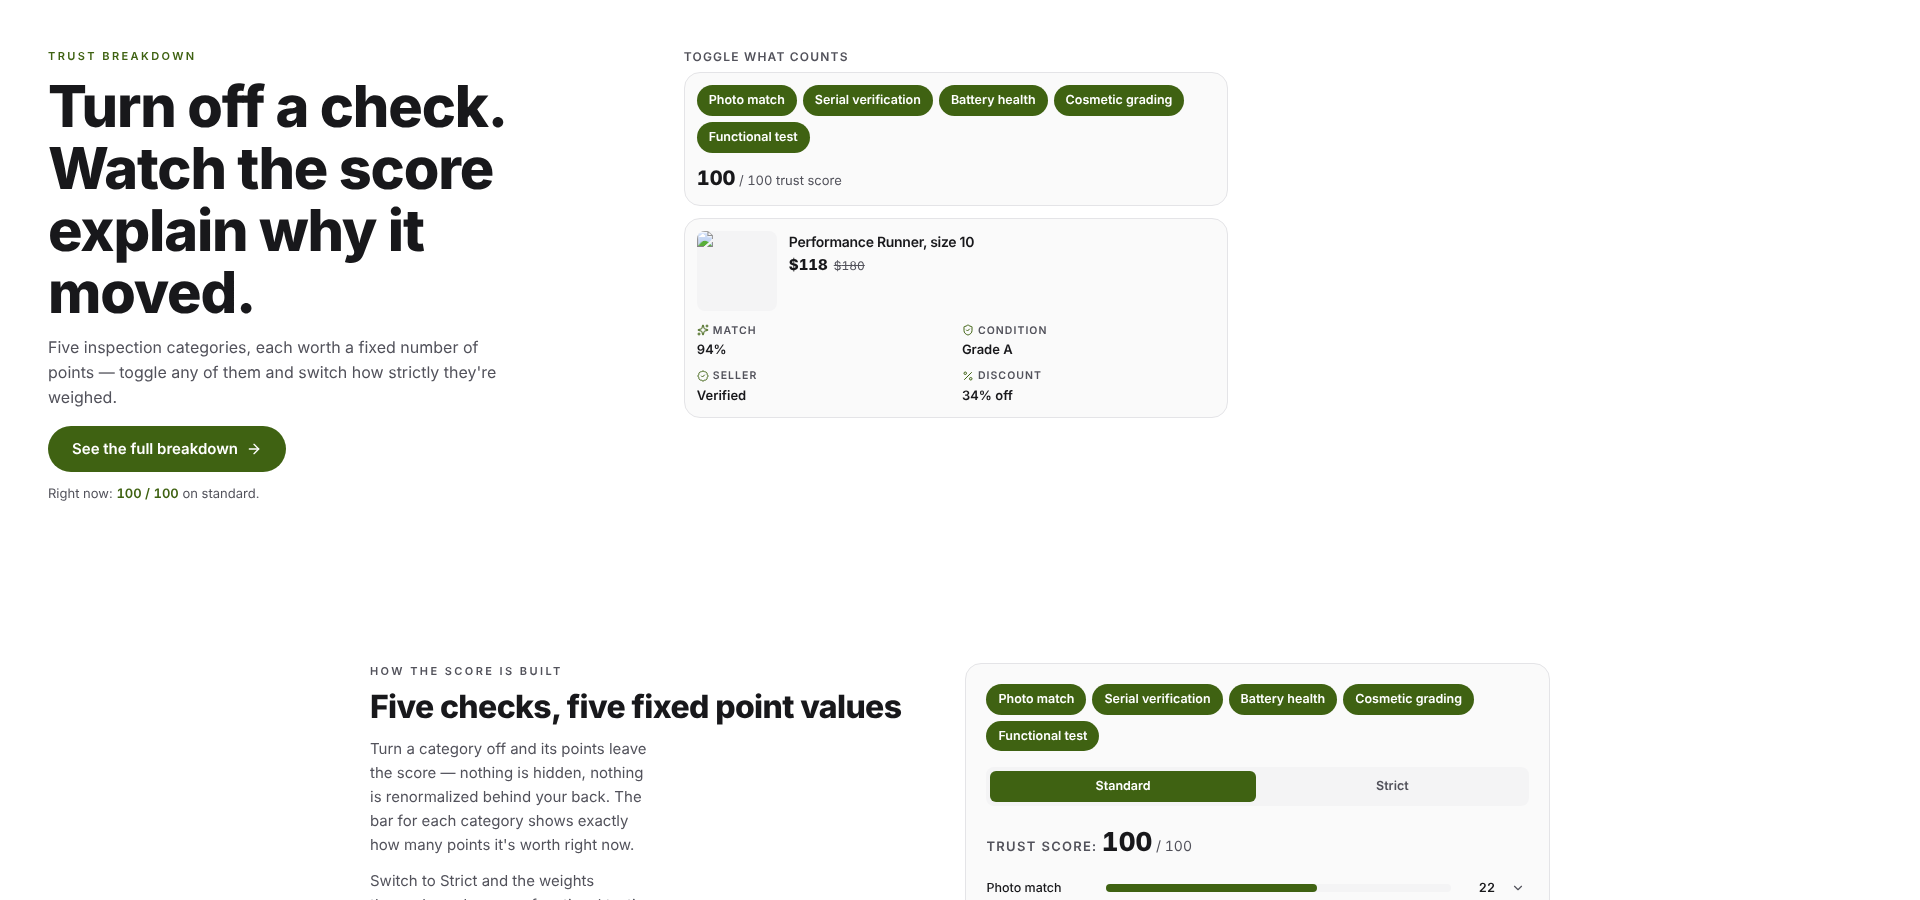 TRUST BREAKDOWN
Turn off a check.
Watch the score
explain why it
moved.
Five inspection categories, each worth a fixed number of
points — toggle any of them and switch how strictly they're
weighed.
See the full breakdown
Right now: 100 / 100 on standard.
TOGGLE WHAT COUNTS
Photo match Serial verification Battery health Cosmetic grading
Functional test
100 / 100 trust score
Performance Runner, size 10
$118 $180
MATCH CONDITION
94% Grade A
SELLER DISCOUNT
Verified 34% off
HOW THE SCORE IS BUILT
Five checks, five fixed point values
Turn a category off and its points leave
the score — nothing is hidden, nothing
is renormalized behind your back. The
bar for each category shows exactly
how many points it's worth right now.
Switch to Strict and the weights
Photo match Serial verification Battery health Cosmetic grading
Functional test
Standard Strict
TRUST SCORE: 100 / 100
Photo match 22